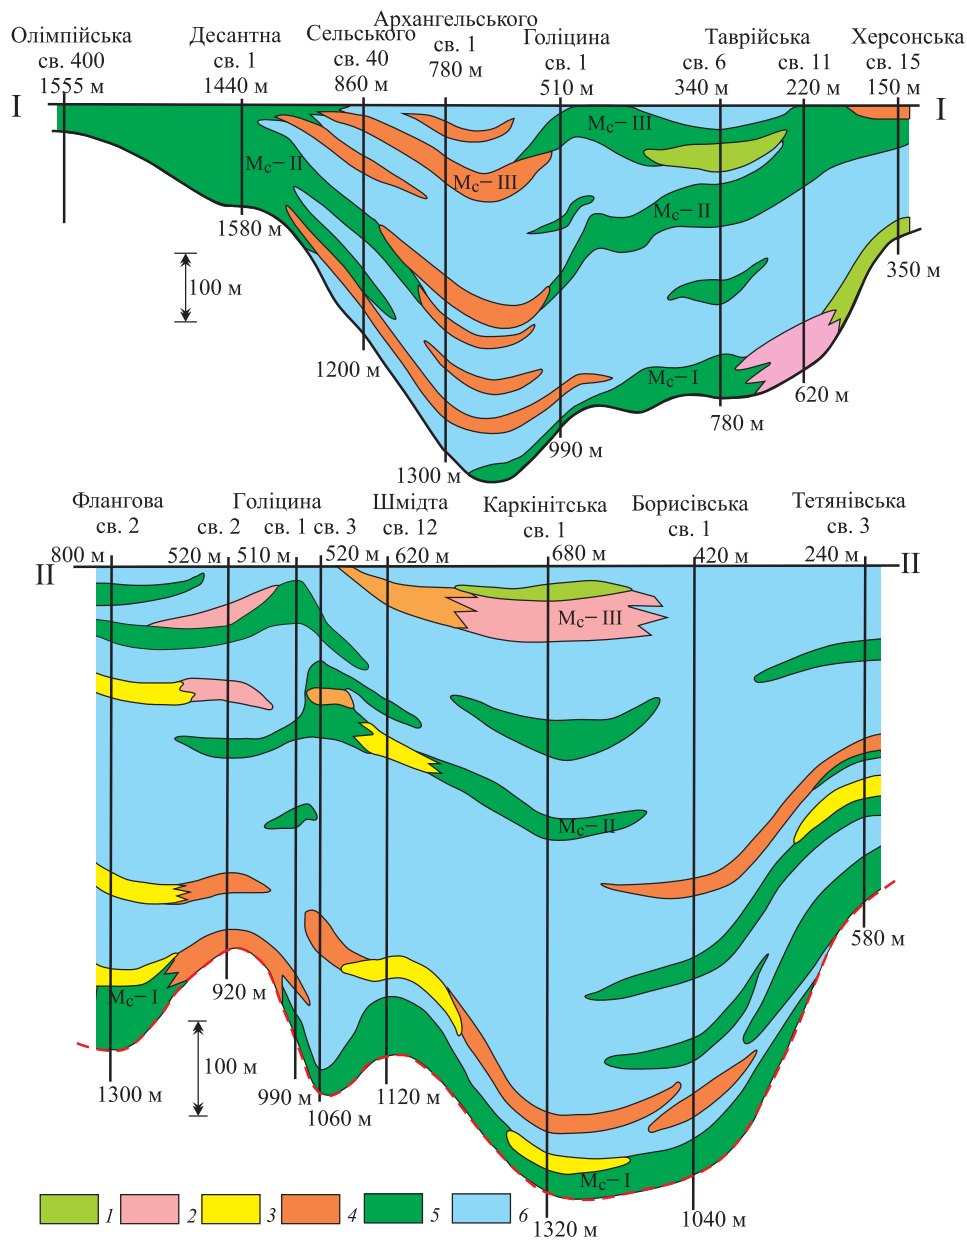 Олімпійська
св. 400
1555 м
Десантна
св. 1
1440 м
Сельського
св. 40
860 м
Архангельського
св. 1
780 м
Голіцина
св. 1
510 м
Таврійська
св. 6
340 м
св. 11
220 м
Херсонська
св. 15
150 м
I
I
Mc–III
Mc–II
Mc–III
Mc–II
Mc–I
1580 м
100 м
350 м
1200 м
620 м
780 м
990 м
1300 м
Флангова
св. 2
800 м
Голіцина
св. 2
520 м
св. 1
510 м
св. 3
520 м
Шмідта
св. 12
620 м
Каркінітська
св. 1
680 м
Борисівська
св. 1
420 м
Тетянівська
св. 3
240 м
II
II
Mc–III
Mc–II
Mc–I
580 м
920 м
100 м
1300 м
990 м
1060 м
1120 м
Mc–I
1320 м
1040 м
1
2
3
4
5
6